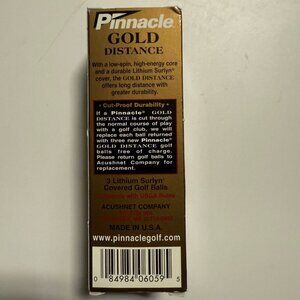 Pinnacle
GOLD
DISTANCE
With a low-spin, high-energy core
and a durable Lithium Surlyn®
cover, the GOLD DISTANCE
offers long distance with
greater durability.
• Cut-Proof Durability •
If a Pinnacle® GOLD
DISTANCE is cut through
the normal course of play
with a golf club, we will
replace each ball returned
with three new Pinnacle®
GOLD DISTANCE golf
balls free of charge.
Please return golf balls to
Acushnet Company for
replacement.
3 Lithium Surlyn®
Covered Golf Balls
with USGA Rules
ACUSHNET COMPANY
MADE IN U.S.A.
www.pinnaclegolf.com
0 84984 06059 5